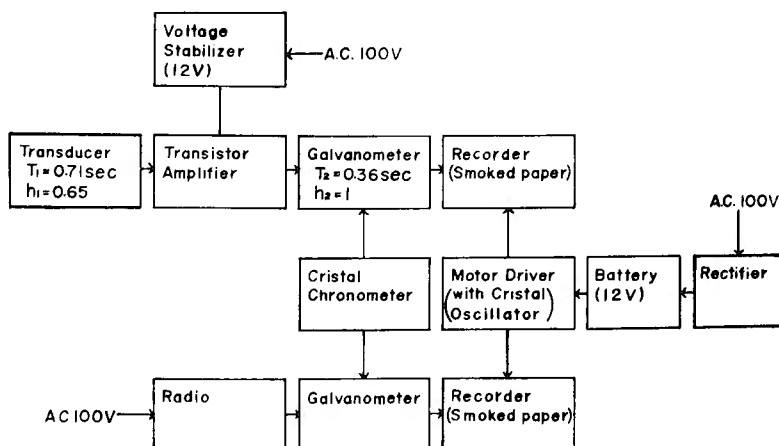 Voltage
Stabilizer
(12V)
A.C. 100V
Transducer
T₁=0.71sec
h₁=0.65
Transistor
Amplifier
Galvanometer
T₂=0.36sec
h₂=1
Recorder
(Smoked paper)
A.C. 100V
Cristal
Chronometer
Motor Driver
(with Cristal
Oscillator)
Battery
(12V)
Rectifier
AC 100V
Radio
Galvanometer
Recorder
(Smoked paper)